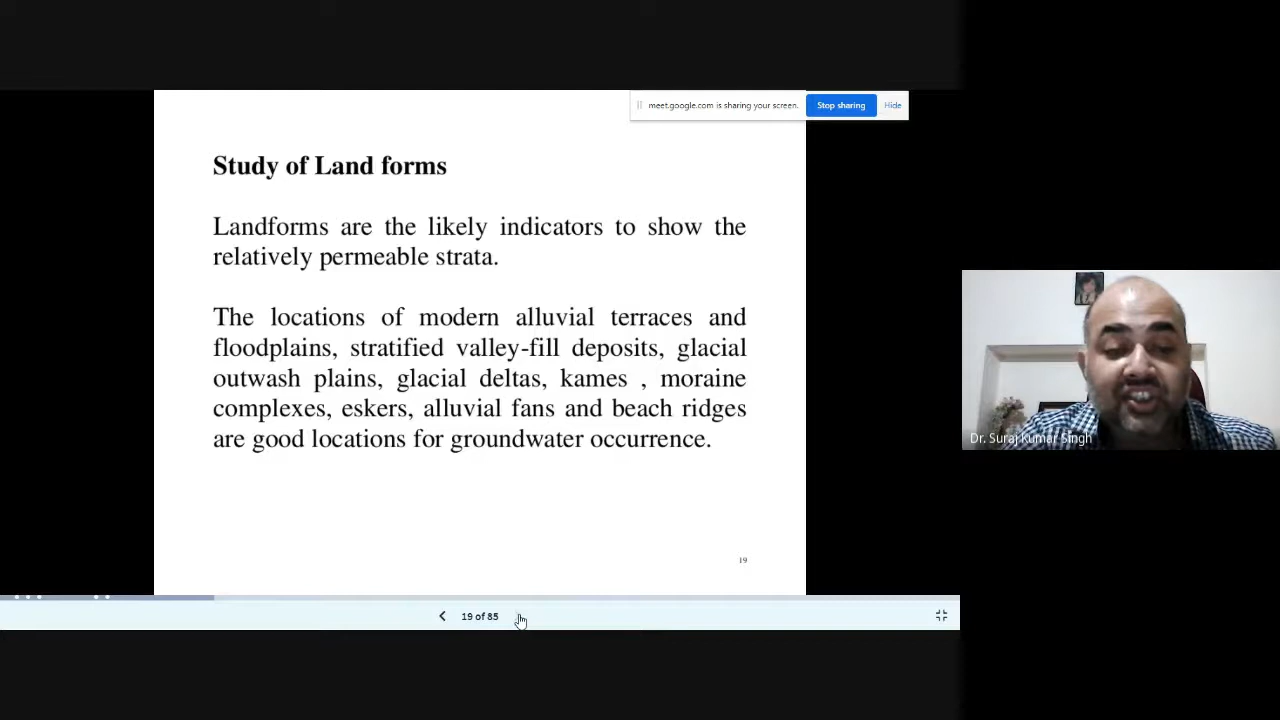 meet.google.com is sharing your screen. Stop sharing Hide
Study of Land forms
Landforms are the likely indicators to show the
relatively permeable strata.
The locations of modern alluvial terraces and
floodplains, stratified valley-fill deposits, glacial
outwash plains, glacial deltas, kames , moraine
complexes, eskers, alluvial fans and beach ridges
are good locations for groundwater occurrence.
Dr. Suraj Kumar Singh
19
19 of 85